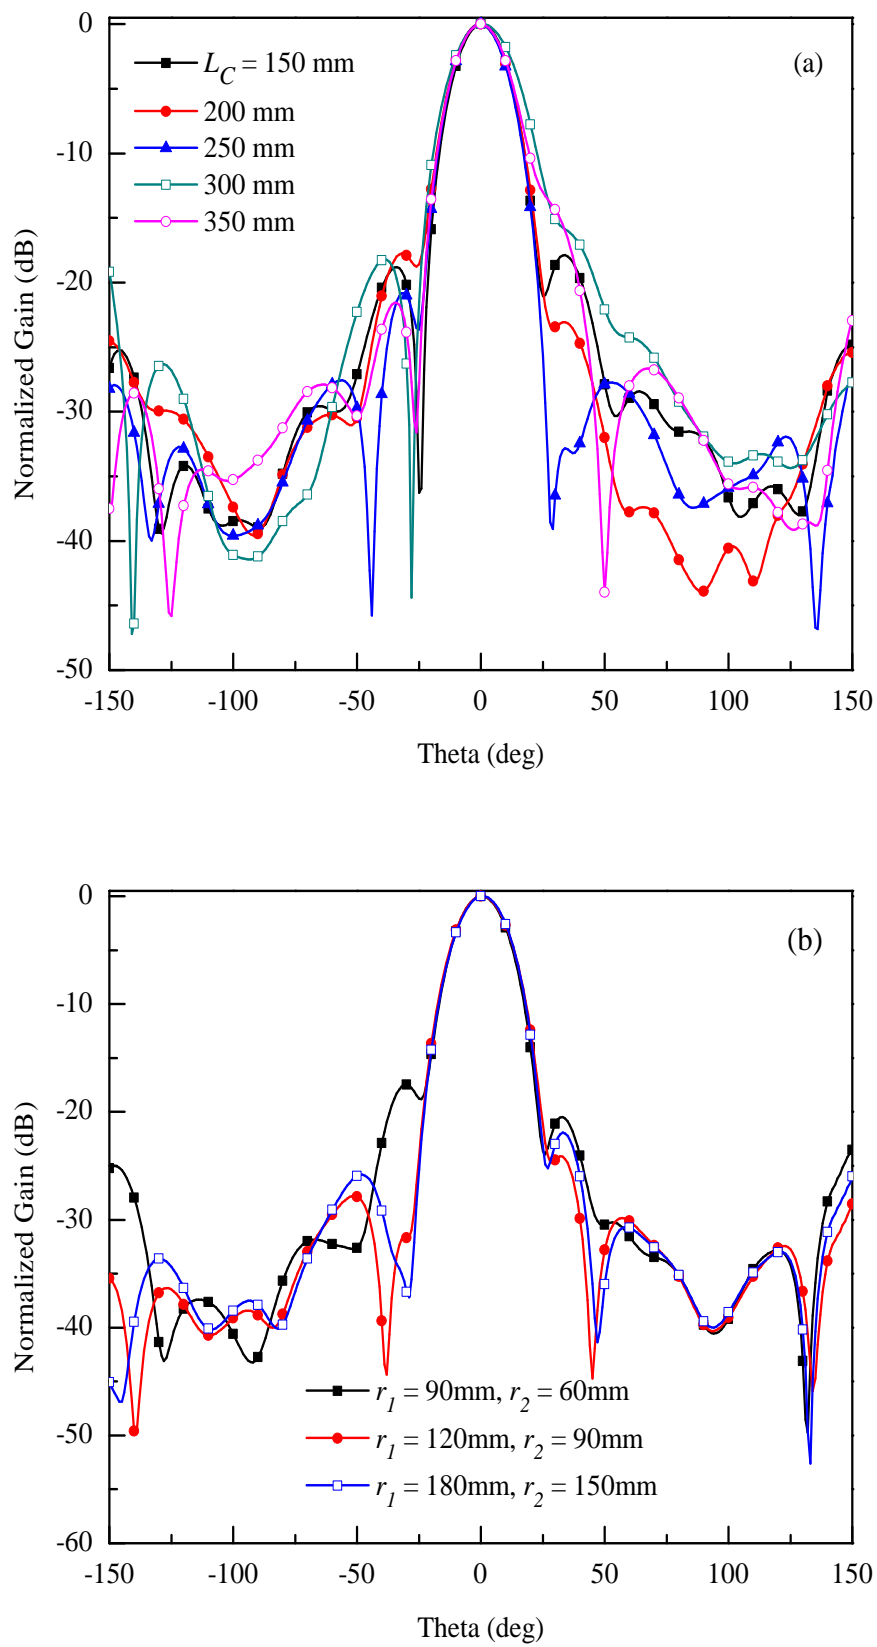 (a)
L_C = 150 mm
200 mm
250 mm
300 mm
350 mm
Normalized Gain (dB)
0
-10
-20
-30
-40
-50
-150 -100 -50 0 50 100 150
Theta (deg)
(b)
Normalized Gain (dB)
0
-10
-20
-30
-40
-50
-60
r_1 = 90mm, r_2 = 60mm
r_1 = 120mm, r_2 = 90mm
r_1 = 180mm, r_2 = 150mm
-150 -100 -50 0 50 100 150
Theta (deg)